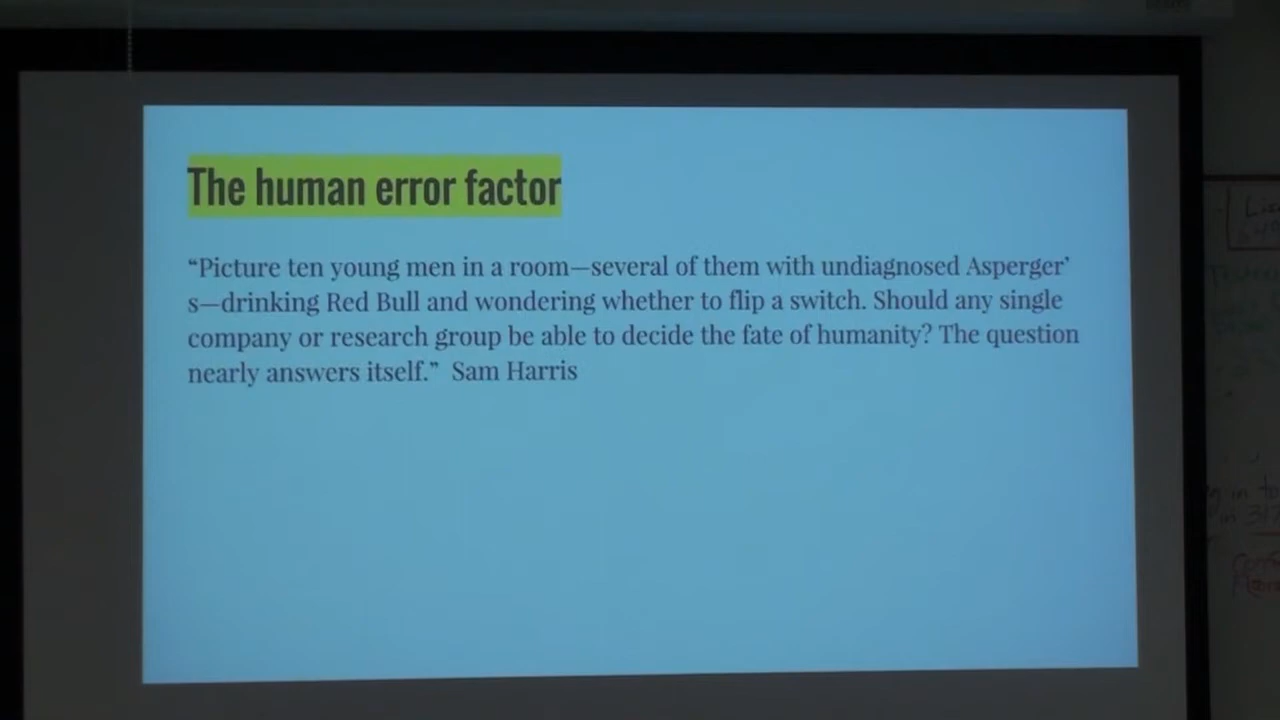 The human error factor
“Picture ten young men in a room—several of them with undiagnosed Asperger’
s—drinking Red Bull and wondering whether to flip a switch. Should any single
company or research group be able to decide the fate of humanity? The question
nearly answers itself.” Sam Harris
in
in